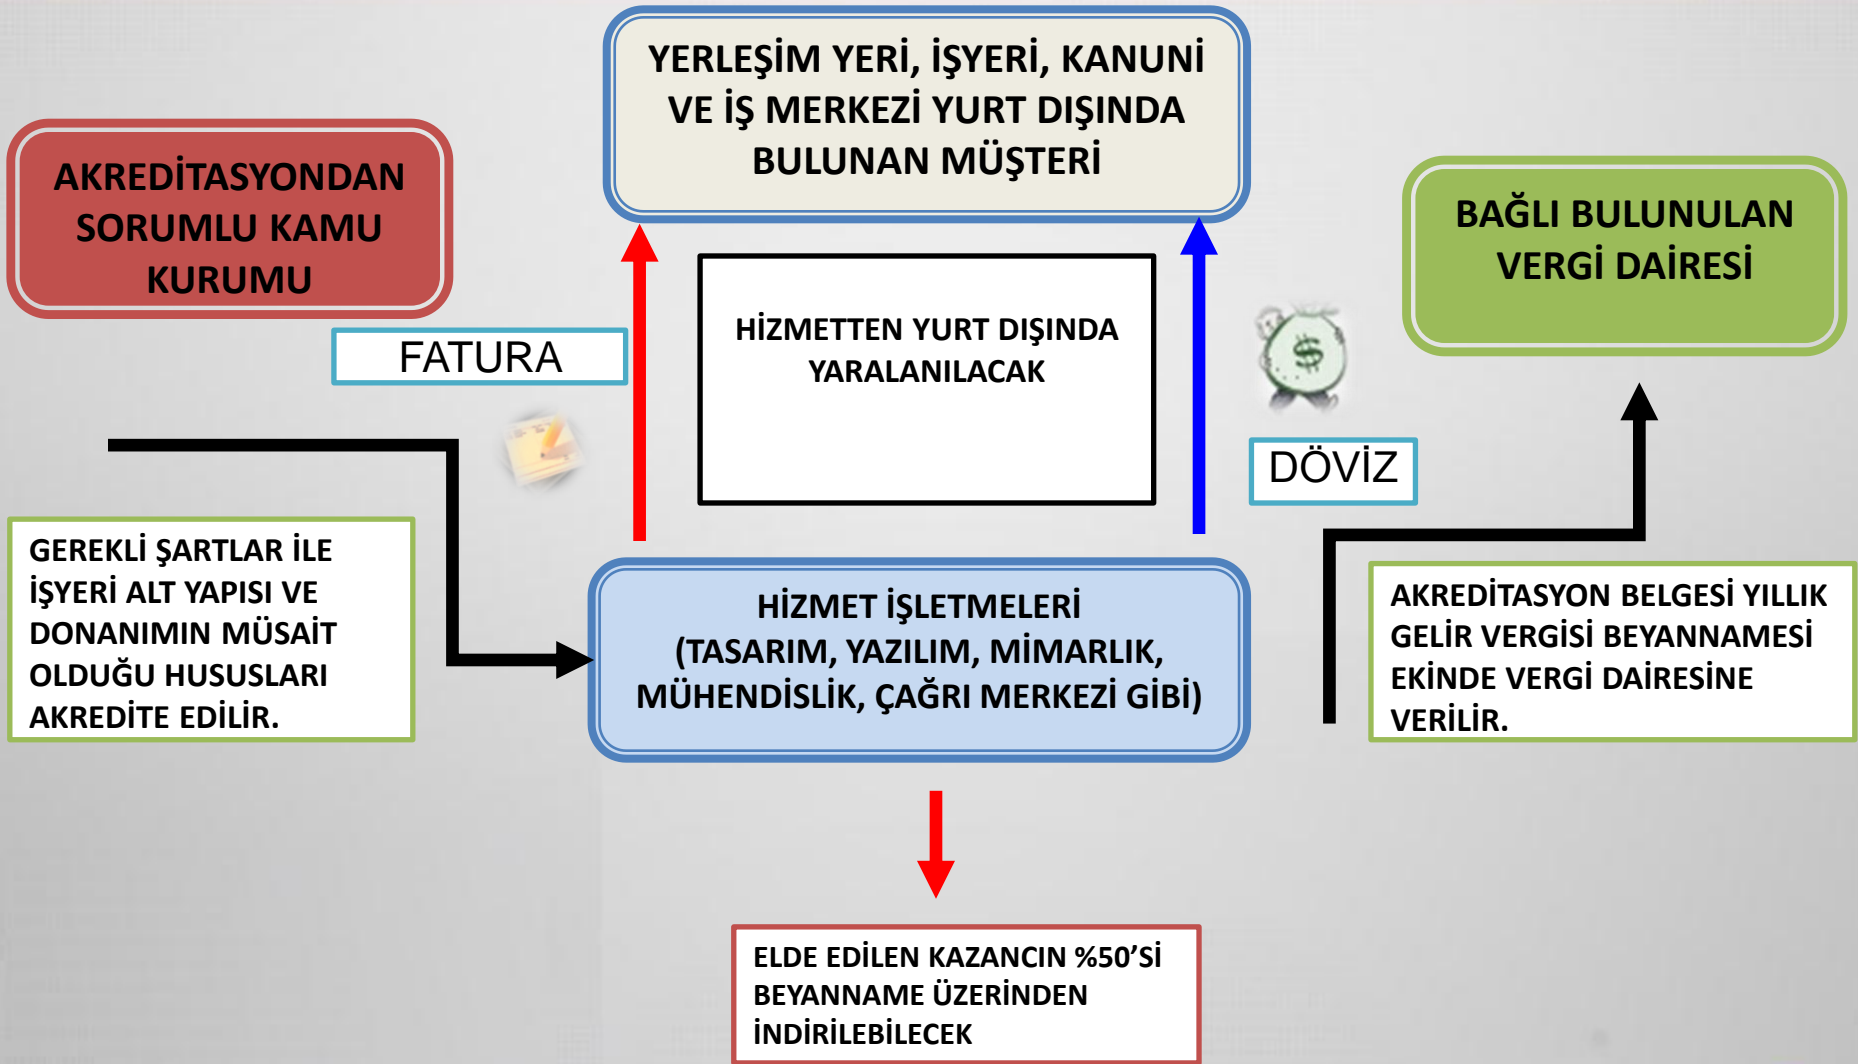 YERLEŞİM YERİ, İŞYERİ, KANUNİ
VE İŞ MERKEZİ YURT DIŞINDA
BULUNAN MÜŞTERİ
AKREDİTASYONDAN
SORUMLU KAMU
KURUMU
BAĞLI BULUNULAN
VERGİ DAİRESİ
FATURA
HİZMETTEN YURT DIŞINDA
YARALANILACAK
$
DÖVİZ
GEREKLİ ŞARTLAR İLE
İŞYERİ ALT YAPISI VE
DONANIMIN MÜSAİT
OLDUĞU HUSUSLARI
AKREDİTE EDİLİR.
HİZMET İŞLETMELERİ
(TASARIM, YAZILIM, MİMARLIK,
MÜHENDİSLİK, ÇAĞRI MERKEZİ GİBİ)
AKREDİTASYON BELGESİ YILLIK
GELİR VERGİSİ BEYANNAMESİ
EKİNDE VERGİ DAİRESİNE
VERİLİR.
ELDE EDİLEN KAZANCIN %50’Sİ
BEYANNAME ÜZERİNDEN
İNDİRİLEBİLECEK